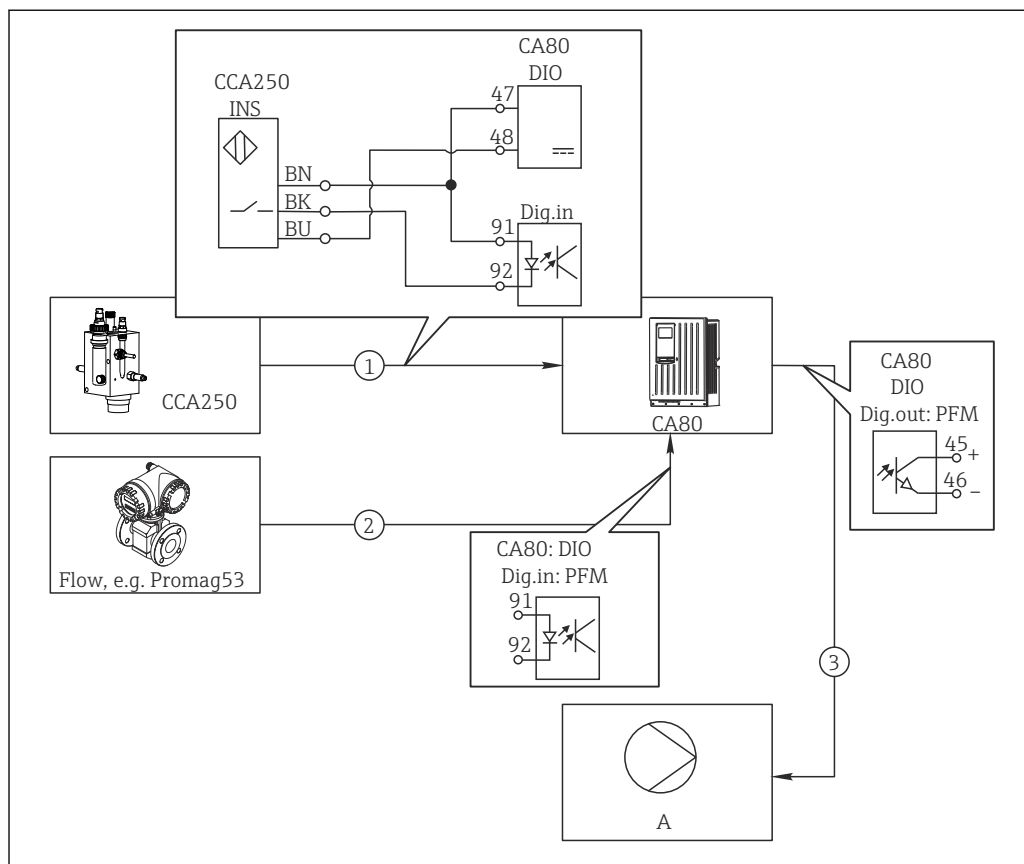 CA80
DIO
CCA250
INS
47
48
BN
BK
BU
Dig.in
91
92
1
CCA250
CA80
CA80
DIO
Dig.out: PFM
45 +
46 −
2
Flow, e.g. Promag53
CA80: DIO
Dig.in: PFM
91
92
3
A